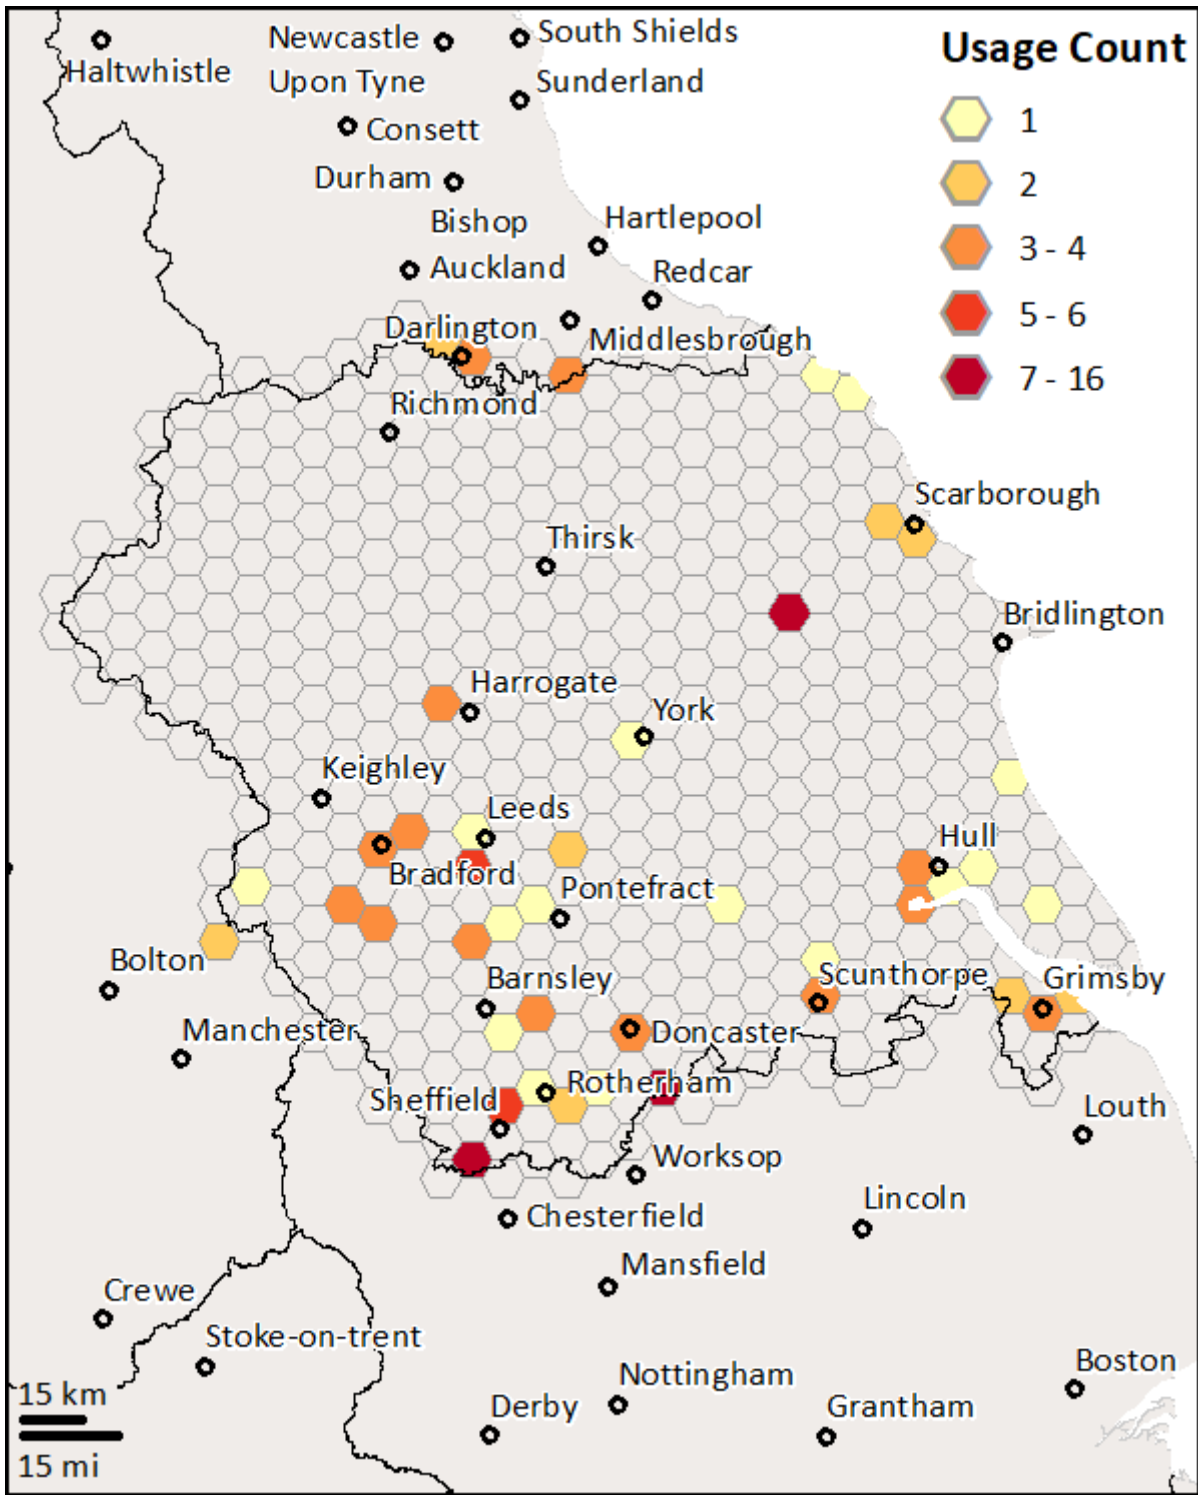 Newcastle
Upon Tyne
South Shields
Usage Count
Haltwhistle
Sunderland
1
Consett
2
Durham
Hartlepool
Bishop
Auckland
3 - 4
Redcar
5 - 6
Darlington
Middlesbrough
7 - 16
Richmond
Scarborough
Thirsk
Bridlington
Harrogate
York
Keighley
Leeds
Hull
Bradford
Pontefract
Bolton
Barnsley
Scunthorpe
Grimsby
Manchester
Doncaster
Rotherham
Sheffield
Louth
Worksop
Lincoln
Chesterfield
Mansfield
Crewe
Stoke-on-trent
Nottingham
Boston
15 km
Derby
Grantham
15 mi